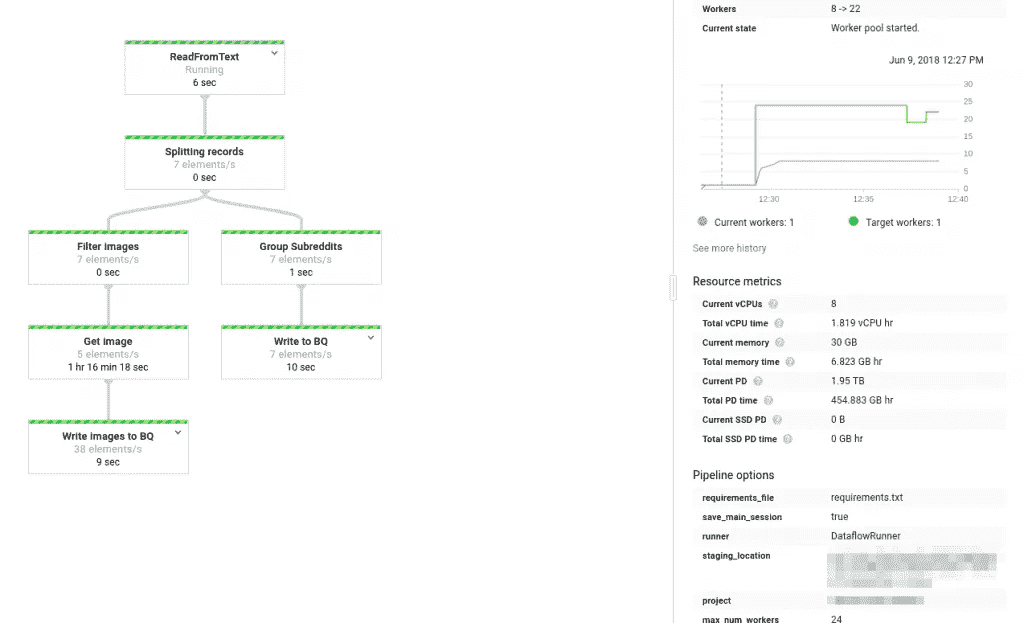 ReadFromText
Running
6 sec
Splitting records
7 elements/s
0 sec
Filter images
7 elements/s
0 sec
Group Subreddits
7 elements/s
1 sec
Get image
5 elements/s
1 hr 16 min 18 sec
Write to BQ
7 elements/s
10 sec
Write images to BQ
38 elements/s
9 sec
Workers 8 -> 22
Current state Worker pool started.
Jun 9, 2018 12:27 PM
30
25
20
15
10
5
0
12:30 12:35 12:40
Current workers: 1 Target workers: 1
See more history
Resource metrics
Current vCPUs ? 8
Total vCPU time ? 1.819 vCPU hr
Current memory ? 30 GB
Total memory time ? 6.823 GB hr
Current PD ? 1.95 TB
Total PD time ? 454.883 GB hr
Current SSD PD ? 0 B
Total SSD PD time ? 0 GB hr
Pipeline options
requirements_file requirements.txt
save_main_session true
runner DataflowRunner
staging_location
project
max_num_workers 24